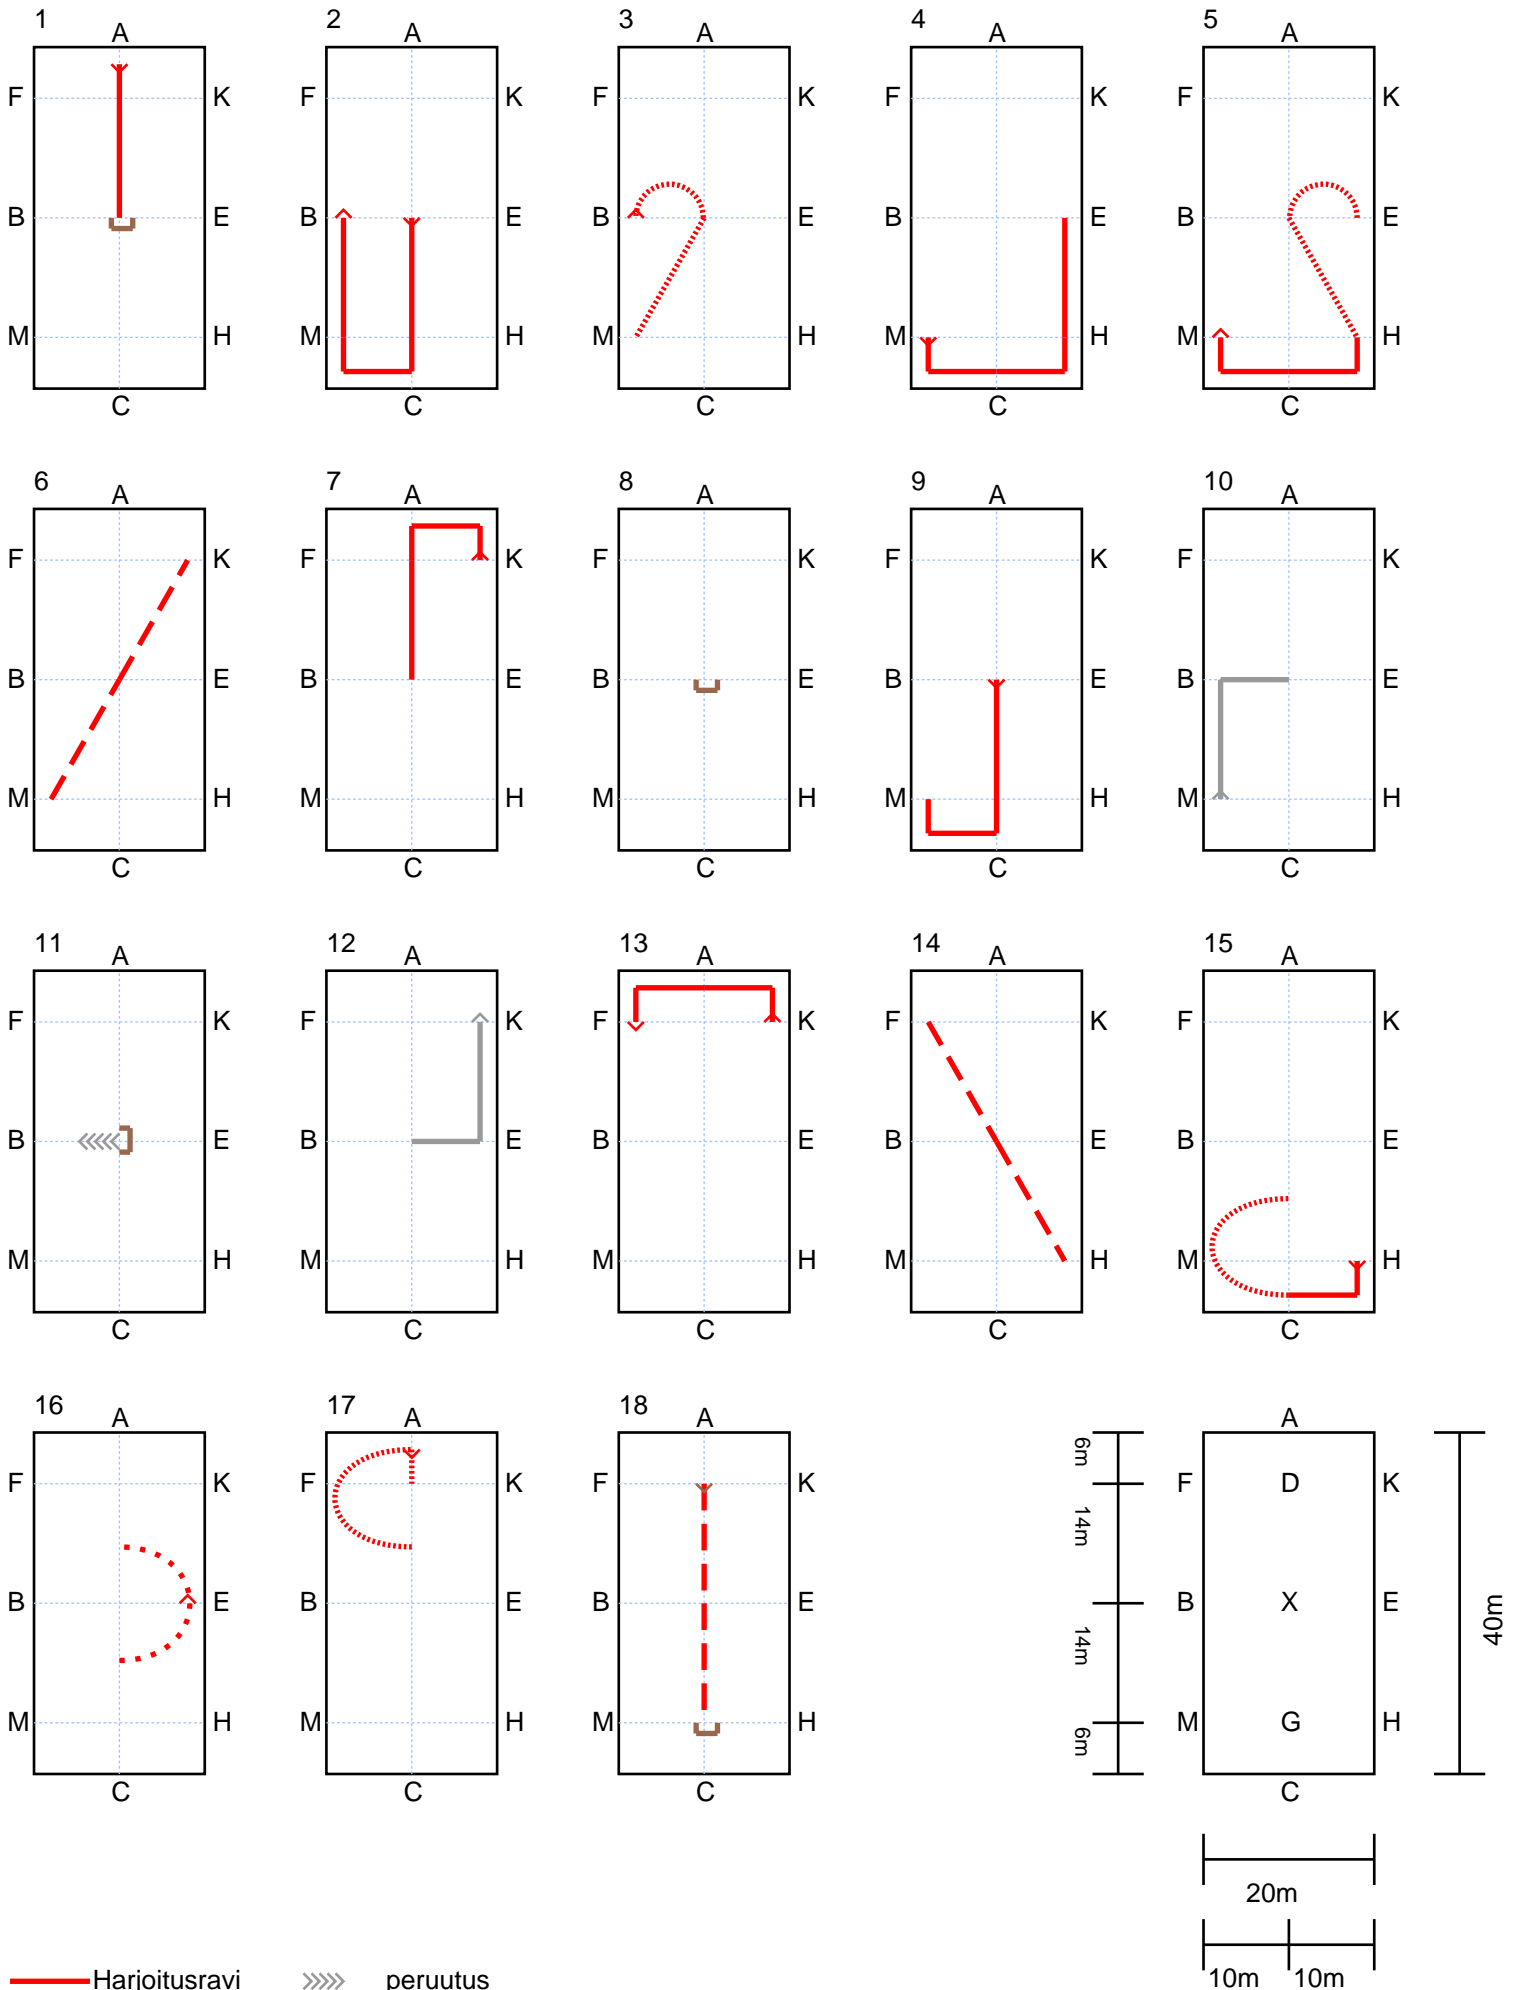 1 2 3 4 5
A A A A A
F K F K F K F K F K
B E B E B E B E B E
M H M H M H M H M H
C C C C C
6 7 8 9 10
A A A A A
F K F K F K F K F K
B E B E B E B E B E
M H M H M H M H M H
C C C C C
11 12 13 14 15
A A A A A
F K F K F K F K F K
B E B E B E B E B E
M H M H M H M H M H
C C C C C
16 17 18
A A A A
6m
F K F K F K F D K
14m
B E B E B E B X E
40m
14m
M H M H M H M G H
6m
C C C C
20m
10m 10m
Harjoitusravi peruutus